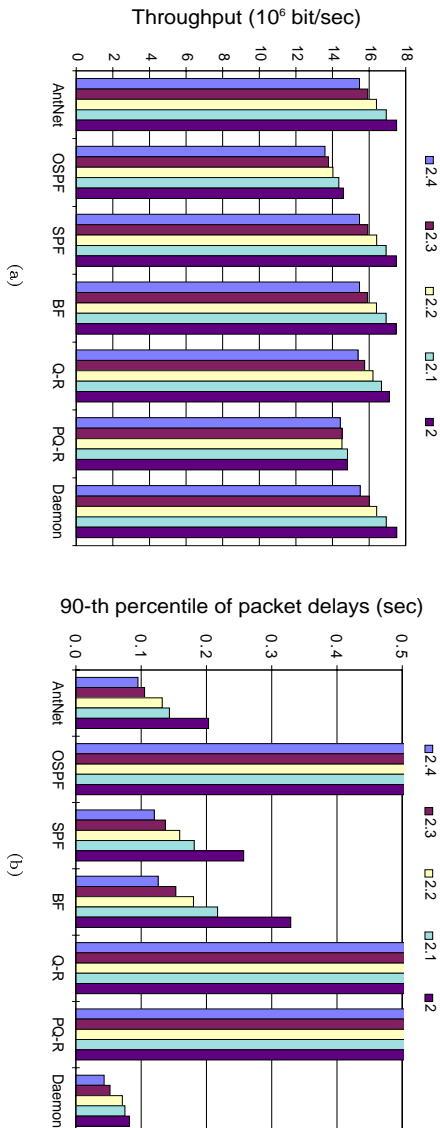 Throughput (10⁶ bit/sec)
2.4 2.3 2.2 2.1 2
0 2 4 6 8 10 12 14 16 18
AntNet
OSPF
SPF
BF
Q-R
PQ-R
Daemon
(a)
90-th percentile of packet delays (sec)
2.4 2.3 2.2 2.1 2
0.0 0.1 0.2 0.3 0.4 0.5
AntNet
OSPF
SPF
BF
Q-R
PQ-R
Daemon
(b)